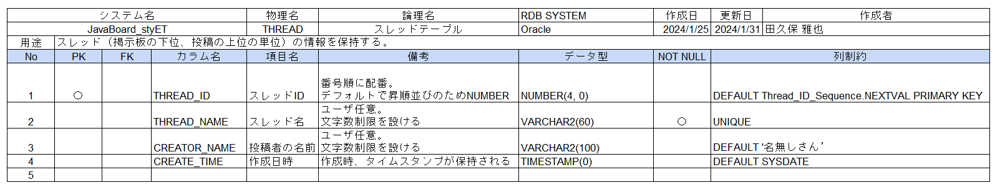 システム名 物理名 論理名 RDB SYSTEM 作成日 更新日 作成者
JavaBoard_styET THREAD スレッドテーブル Oracle 2024/1/25 2024/1/31 田久保 雅也
用途 スレッド（掲示板の下位、投稿の上位の単位）の情報を保持する。
No PK FK カラム名 項目名 備考 データ型 NOT NULL 列制約
番号順に配番。
1 ○ THREAD_ID スレッドID デフォルトで昇順並びのためNUMBER NUMBER(4, 0) DEFAULT Thread_ID_Sequence.NEXTVAL PRIMARY KEY
ユーザ任意。
2 THREAD_NAME スレッド名 文字数制限を設ける VARCHAR2(60) ○ UNIQUE
ユーザ任意。
3 CREATOR_NAME 投稿者の名前 文字数制限を設ける VARCHAR2(100) DEFAULT '名無しさん’
4 CREATE_TIME 作成日時 作成時、タイムスタンプが保持される TIMESTAMP(0) DEFAULT SYSDATE
5